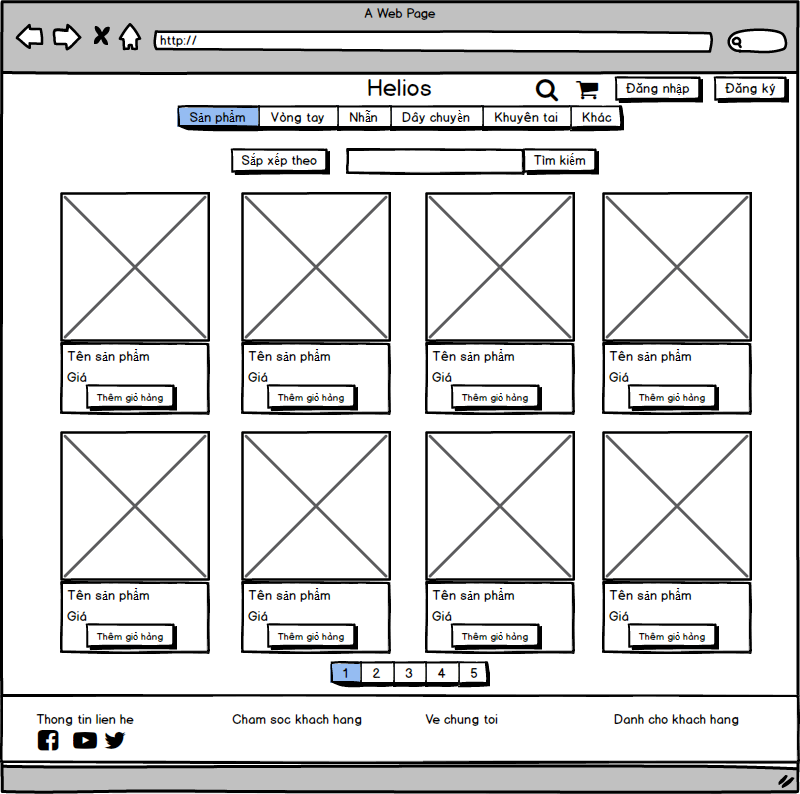 A Web Page
http://
Helios
Đăng nhập
Đăng ký
Sản phẩm
Vòng tay
Nhẫn
Dây chuyền
Khuyên tai
Khác
Sắp xếp theo
Tìm kiếm
Tên sản phẩm
Giá
Thêm giỏ hàng
Tên sản phẩm
Giá
Thêm giỏ hàng
Tên sản phẩm
Giá
Thêm giỏ hàng
Tên sản phẩm
Giá
Thêm giỏ hàng
Tên sản phẩm
Giá
Thêm giỏ hàng
Tên sản phẩm
Giá
Thêm giỏ hàng
Tên sản phẩm
Giá
Thêm giỏ hàng
Tên sản phẩm
Giá
Thêm giỏ hàng
1 2 3 4 5
Thong tin lien he
Cham soc khach hang
Ve chung toi
Danh cho khach hang